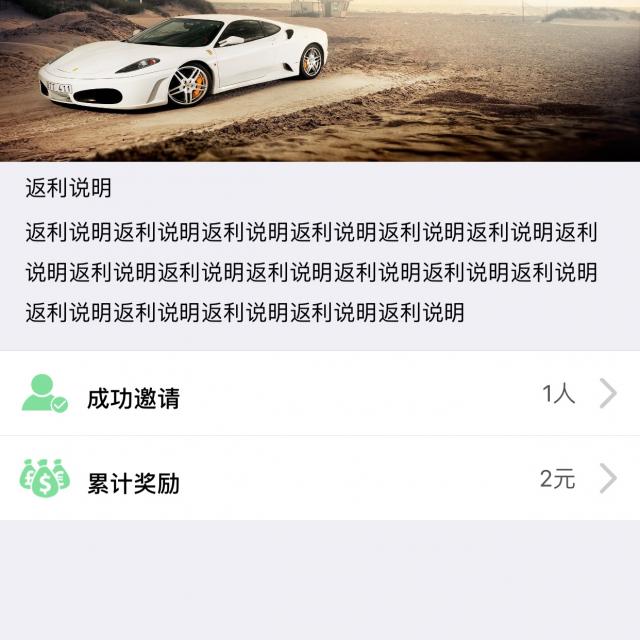 返利说明
返利说明返利说明返利说明返利说明返利说明返利说明返利
说明返利说明返利说明返利说明返利说明返利说明返利说明
返利说明返利说明返利说明返利说明返利说明
成功邀请 1人
累计奖励 2元